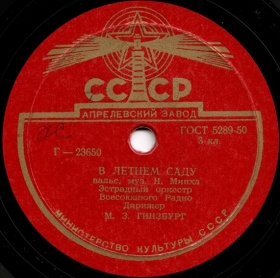 СССР
АПРЕЛЕВСКИЙ ЗАВОД
ГОСТ 5289-50
3-кл.
Г—23650
В ЛЕТНЕМ САДУ
вальс, муз. Н. Минха
Эстрадный оркестр
Всесоюзного Радио
Дирижер
М. З. ГИНЗБУРГ
МИНИСТЕРСТВО КУЛЬТУРЫ СССР